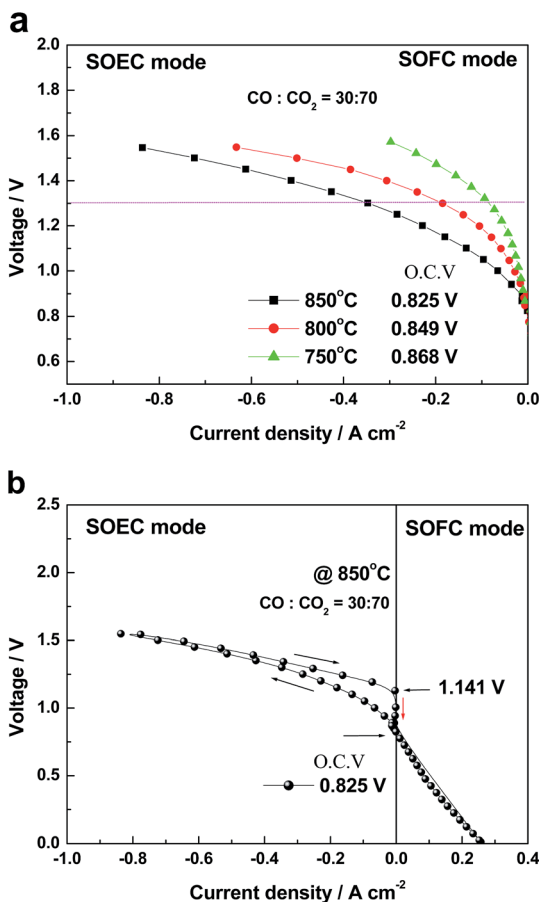 a
SOEC mode
SOFC mode
CO : CO2 = 30:70
O.C.V
850°C 0.825 V
800°C 0.849 V
750°C 0.868 V
2.0
1.8
1.6
1.4
1.2
1.0
0.8
0.6
Voltage / V
-1.0 -0.8 -0.6 -0.4 -0.2 0.0
Current density / A cm-2
b
SOEC mode
SOFC mode
@ 850°C
CO : CO2 = 30:70
1.141 V
O.C.V
0.825 V
2.5
2.0
1.5
1.0
0.5
0.0
Voltage / V
-1.0 -0.8 -0.6 -0.4 -0.2 0.0 0.2 0.4
Current density / A cm-2